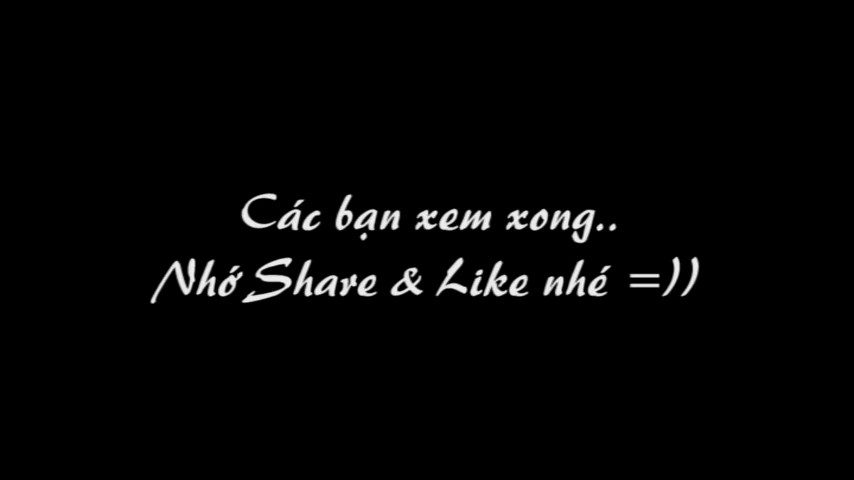 Các bạn xem xong..
Nhớ Share & Like nhé =))